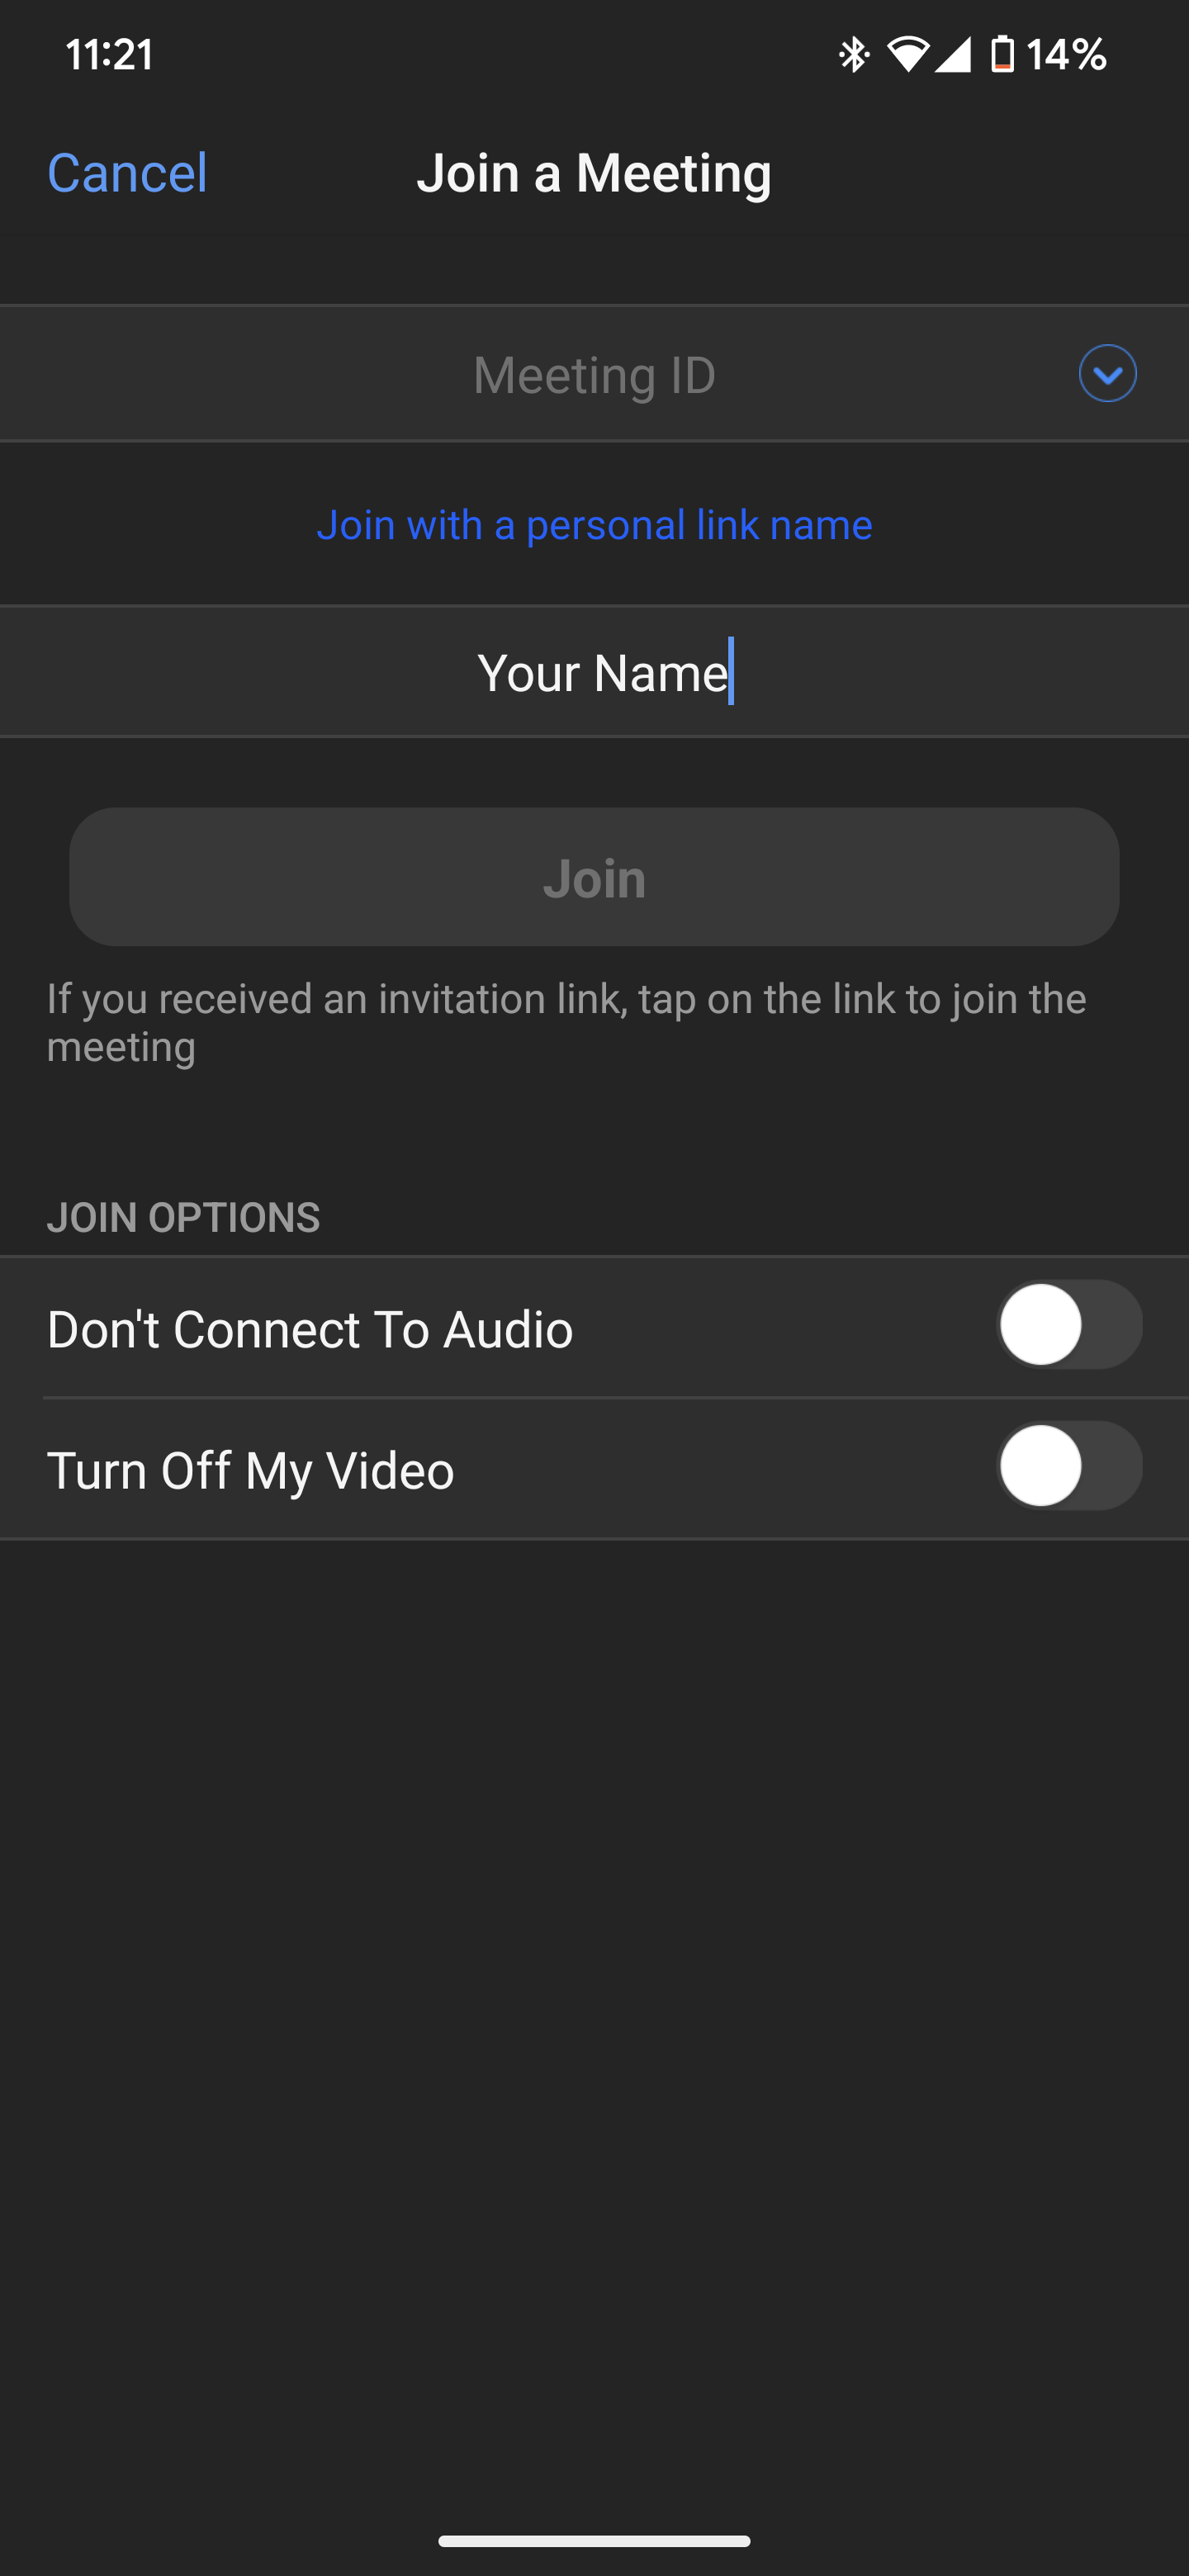 11:21
14%
Cancel
Join a Meeting
Meeting ID
Join with a personal link name
Your Name
Join
If you received an invitation link, tap on the link to join the
meeting
JOIN OPTIONS
Don't Connect To Audio
Turn Off My Video